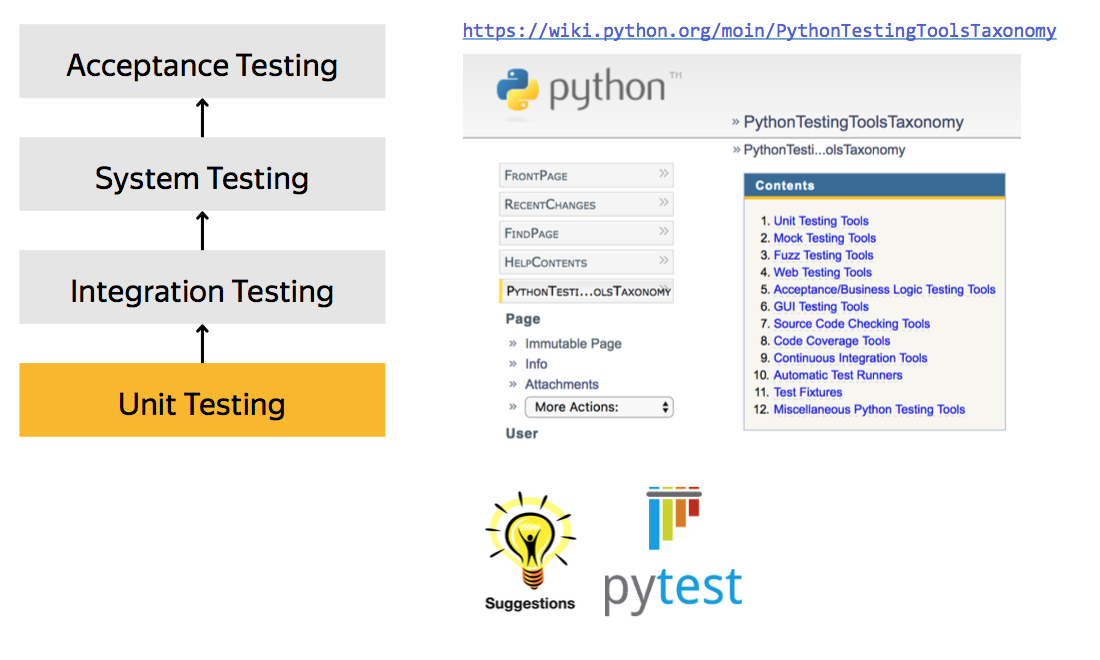 Acceptance Testing
System Testing
Integration Testing
Unit Testing
https://wiki.python.org/moin/PythonTestingToolsTaxonomy
python TM
» PythonTestingToolsTaxonomy
» PythonTesti...olsTaxonomy
FRONTPAGE »
RECENTCHANGES »
FINDPAGE »
HELPCONTENTS »
PYTHONTESTI...OLSTAXONOMY »
Page
» Immutable Page
» Info
» Attachments
» More Actions:
User
Contents
1. Unit Testing Tools
2. Mock Testing Tools
3. Fuzz Testing Tools
4. Web Testing Tools
5. Acceptance/Business Logic Testing Tools
6. GUI Testing Tools
7. Source Code Checking Tools
8. Code Coverage Tools
9. Continuous Integration Tools
10. Automatic Test Runners
11. Test Fixtures
12. Miscellaneous Python Testing Tools
Suggestions
pytest